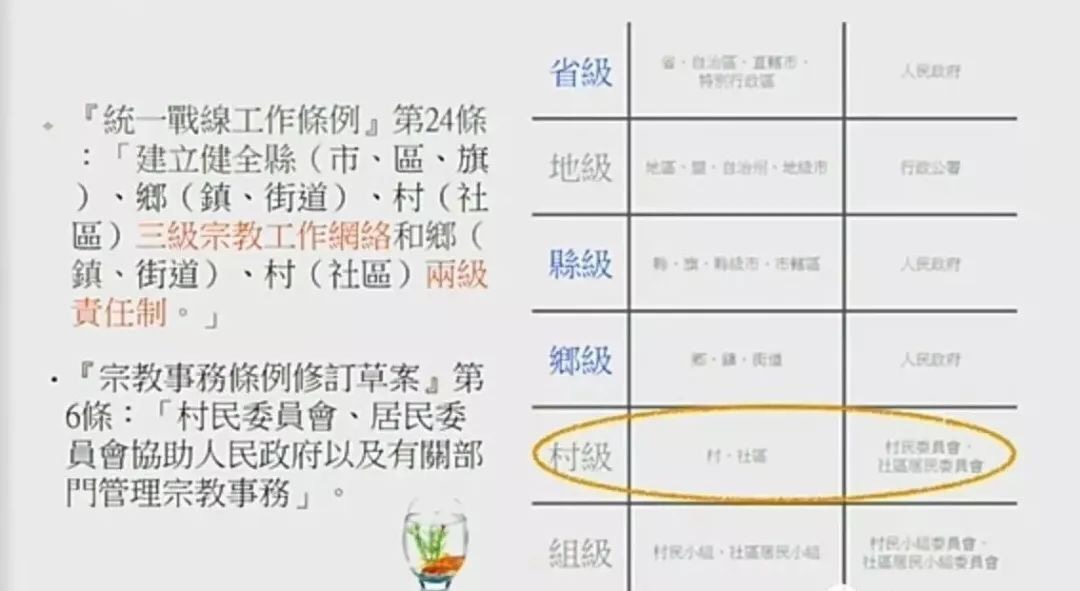 『統一戰線工作條例』第24條
：「建立健全縣（市、區、旗
）、鄉（鎮、街道）、村（社
區）三級宗教工作網絡和鄉（
鎮、街道）、村（社區）兩級
責任制。」
・『宗教事務條例修訂草案』第
6條：「村民委員會、居民委
員會協助人民政府以及有關部
門管理宗教事務」。
省級
省、自治區、直轄市、
特別行政區
人民政府
地級
地區、盟、自治州、地級市
行政公署
縣級
縣、旗、縣級市、市轄區
人民政府
鄉級
鄉、鎮、街道
人民政府
村級
村、社區
村民委員會、
社區居民委員會
組級
村民小組、社區居民小組
村民小組委員會、
社區居民小組委員會